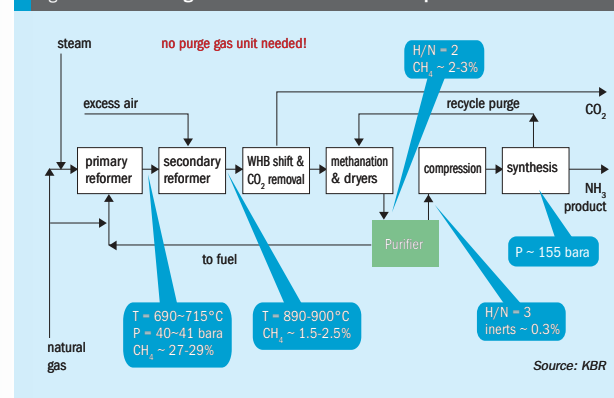 steam
no purge gas unit needed!
H/N = 2
CH₄ ~ 2-3%
excess air
recycle purge
CO₂
primary
reformer
secondary
reformer
WHB shift &
CO₂ removal
methanation
& dryers
compression
synthesis
NH₃
product
Purifier
to fuel
P ~ 155 bara
T = 690~715°C
P = 40~41 bara
CH₄ ~ 27-29%
T = 890-900°C
CH₄ ~ 1.5-2.5%
H/N = 3
inerts ~ 0.3%
natural
gas
Source: KBR